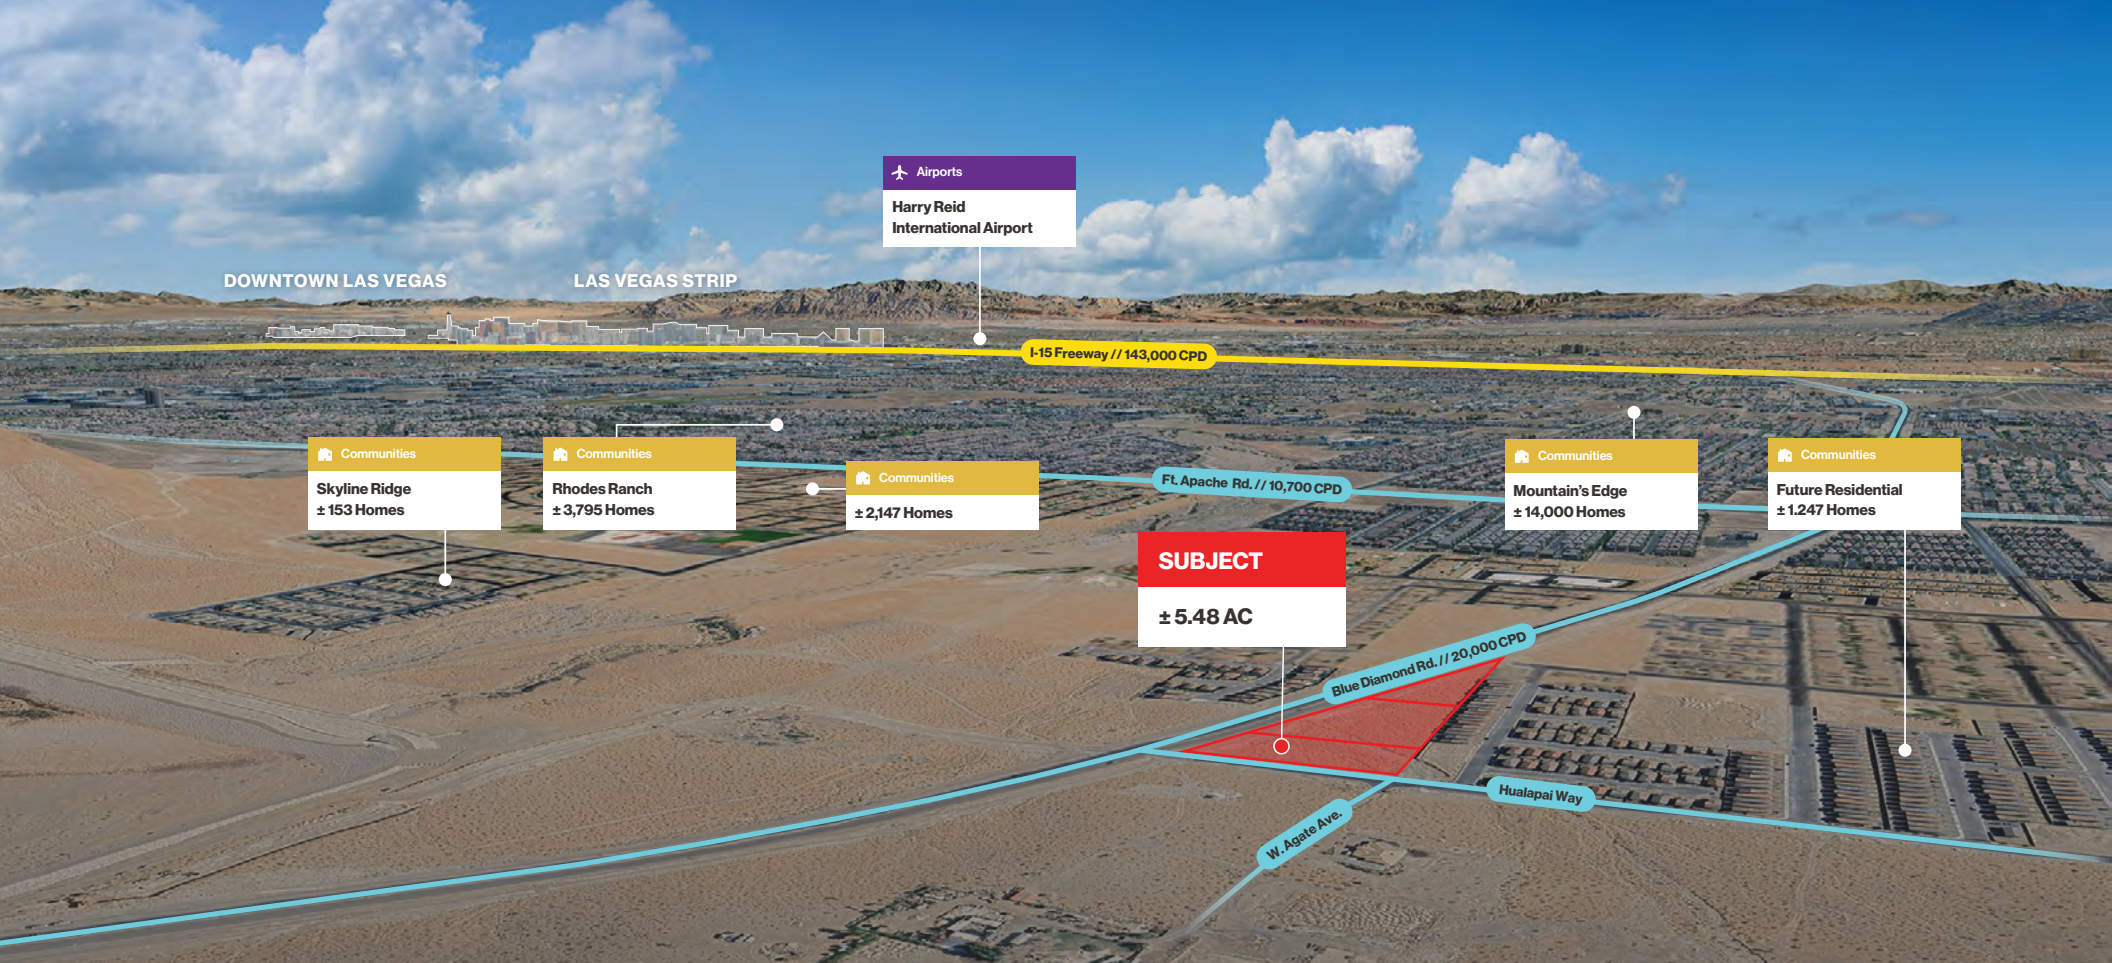 Airports
Harry Reid
International Airport
DOWNTOWN LAS VEGAS
LAS VEGAS STRIP
I-15 Freeway // 143,000 CPD
Communities
Skyline Ridge
± 153 Homes
Communities
Rhodes Ranch
± 3,795 Homes
Communities
± 2,147 Homes
Ft. Apache Rd. // 10,700 CPD
Communities
Mountain's Edge
± 14,000 Homes
Communities
Future Residential
± 1.247 Homes
SUBJECT
± 5.48 AC
Blue Diamond Rd. // 20,000 CPD
Hualapai Way
W. Agate Ave.